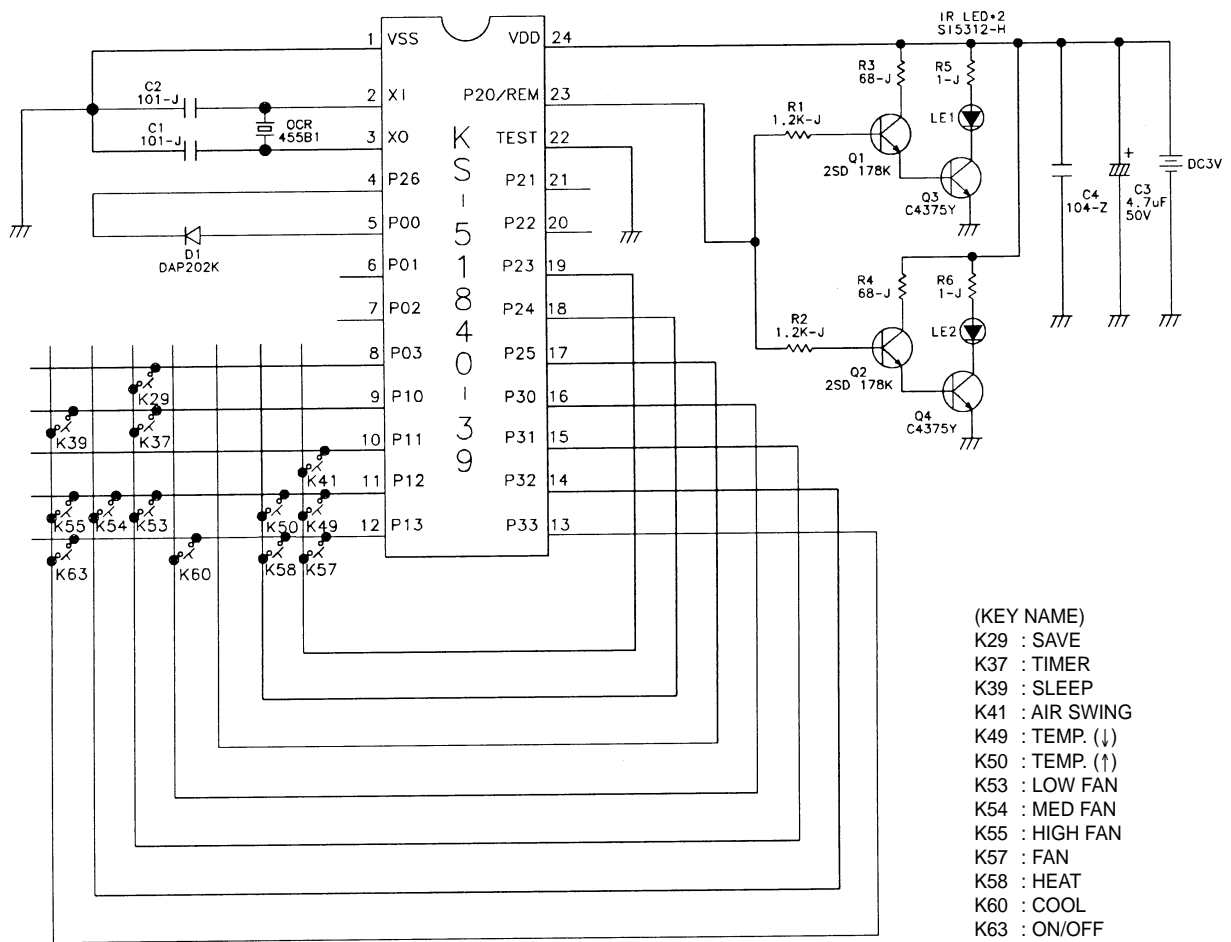 IR LED*2
SI5312-H
1 VSS VDD 24
2 XI P20/REM 23
3 XO TEST 22
4 P26 P21 21
5 P00 P22 20
6 P01 P23 19
7 P02 P24 18
8 P03 P25 17
9 P10 P30 16
10 P11 P31 15
11 P12 P32 14
12 P13 P33 13
KS-51840-39
C2
101-J
C1
101-J
OCR
455B1
D1
DAP202K
R3
68-J
R5
1-J
R1
1.2K-J
LE1
Q1
2SD 178K
Q3
C4375Y
R4
68-J
R6
1-J
R2
1.2K-J
LE2
Q2
2SD 178K
Q4
C4375Y
C4
104-Z
+
C3
4.7uF
50V
DC3V
K29
K39 K37
K41
K55 K54 K53 K50 K49
K63 K60 K58 K57
(KEY NAME)
K29 : SAVE
K37 : TIMER
K39 : SLEEP
K41 : AIR SWING
K49 : TEMP. (↓)
K50 : TEMP. (↑)
K53 : LOW FAN
K54 : MED FAN
K55 : HIGH FAN
K57 : FAN
K58 : HEAT
K60 : COOL
K63 : ON/OFF